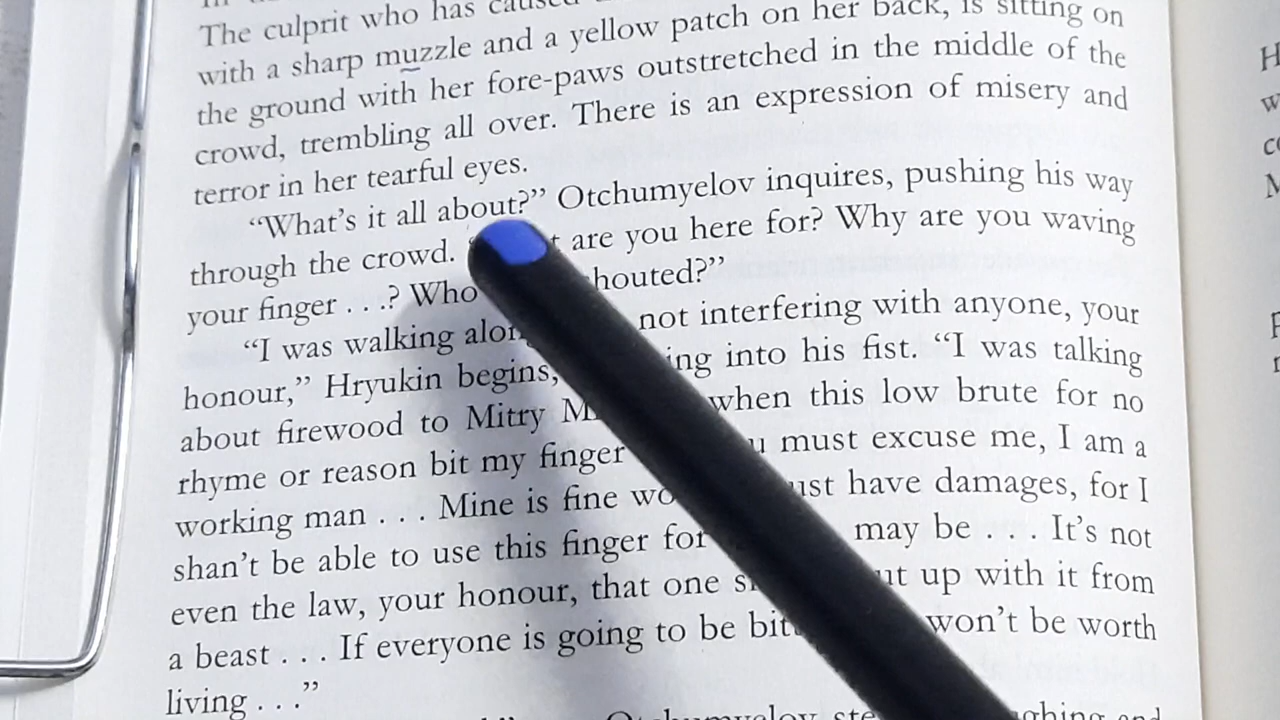 The culprit who has caused
with a sharp muzzle and a yellow patch on her back, is sitting on
the ground with her fore-paws outstretched in the middle of the
crowd, trembling all over. There is an expression of misery and
terror in her tearful eyes.
“What’s it all about?” Otchumyelov inquires, pushing his way
through the crowd. are you here for? Why are you waving
your finger . . .? Who shouted?”
“I was walking along not interfering with anyone, your
honour,” Hryukin begins, into his fist. “I was talking
about firewood to Mitry when this low brute for no
rhyme or reason bit my finger must excuse me, I am a
working man . . . Mine is fine must have damages, for I
shan’t be able to use this finger for may be . . . It’s not
even the law, your honour, that one put up with it from
a beast . . . If everyone is going to be won’t be worth
living . . .”
Otchumyelov